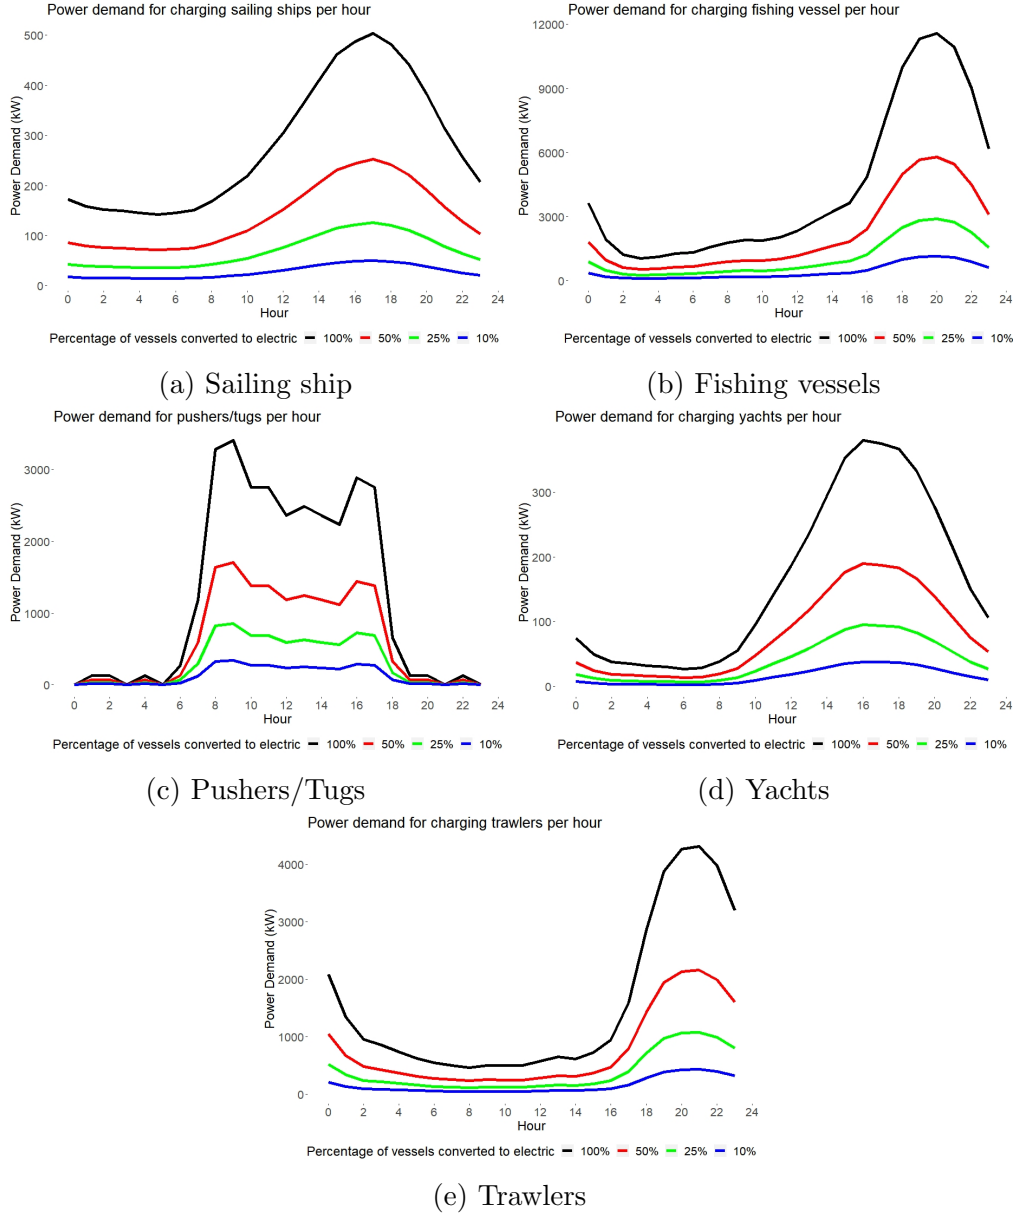 Power demand for charging sailing ships per hour
500
400
300
200
100
0
Power Demand (kW)
0 2 4 6 8 10 12 14 16 18 20 22 24
Hour
Percentage of vessels converted to electric 100% 50% 25% 10%
(a) Sailing ship
Power demand for charging fishing vessel per hour
12000
9000
6000
3000
0
Power Demand (kW)
0 2 4 6 8 10 12 14 16 18 20 22 24
Hour
Percentage of vessels converted to electric 100% 50% 25% 10%
(b) Fishing vessels
Power demand for pushers/tugs per hour
3000
2000
1000
0
Power Demand (kW)
0 2 4 6 8 10 12 14 16 18 20 22 24
Hour
Percentage of vessels converted to electric 100% 50% 25% 10%
(c) Pushers/Tugs
Power demand for charging yachts per hour
300
200
100
0
Power Demand (kW)
0 2 4 6 8 10 12 14 16 18 20 22 24
Hour
Percentage of vessels converted to electric 100% 50% 25% 10%
(d) Yachts
Power demand for charging trawlers per hour
4000
3000
2000
1000
0
Power Demand (kW)
0 2 4 6 8 10 12 14 16 18 20 22 24
Hour
Percentage of vessels converted to electric 100% 50% 25% 10%
(e) Trawlers